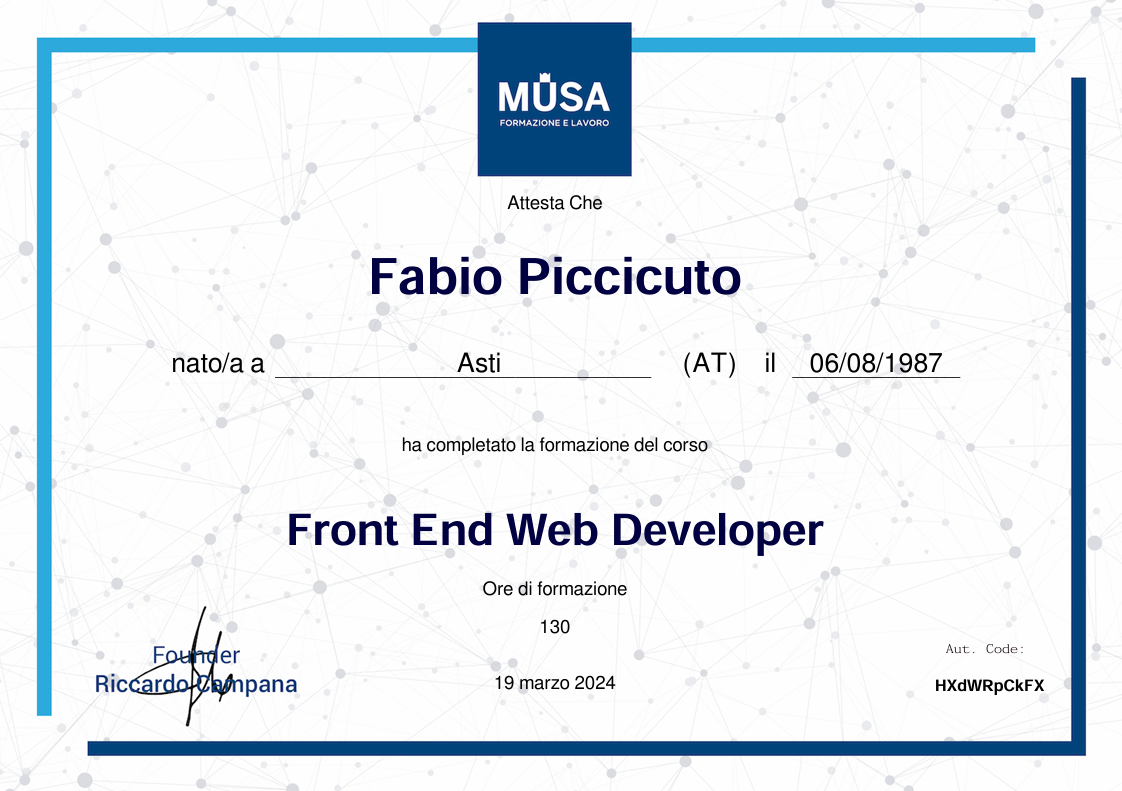 MUSA
FORMAZIONE E LAVORO
Attesta Che
Fabio Piccicuto
nato/a a Asti (AT) il 06/08/1987
ha completato la formazione del corso
Front End Web Developer
Ore di formazione
130
Founder
Riccardo Campana
19 marzo 2024
Aut. Code:
HXdWRpCkFX